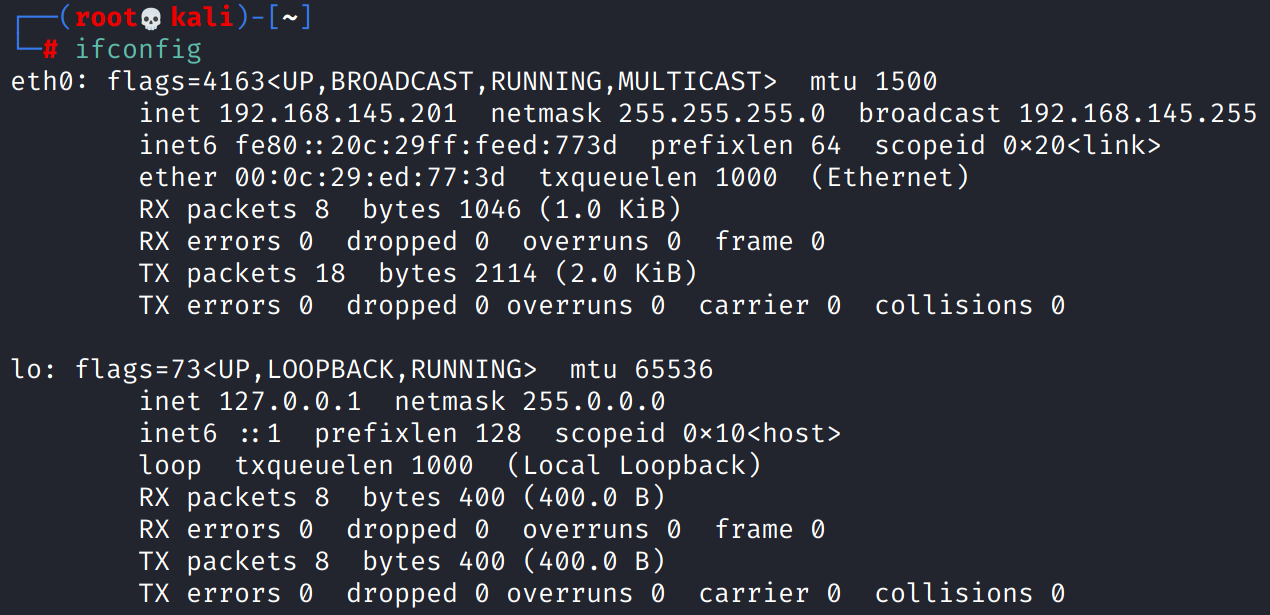 ┌──(root💀kali)-[~]
└─# ifconfig
eth0: flags=4163<UP,BROADCAST,RUNNING,MULTICAST>  mtu 1500
        inet 192.168.145.201  netmask 255.255.255.0  broadcast 192.168.145.255
        inet6 fe80::20c:29ff:feed:773d  prefixlen 64  scopeid 0x20<link>
        ether 00:0c:29:ed:77:3d  txqueuelen 1000  (Ethernet)
        RX packets 8  bytes 1046 (1.0 KiB)
        RX errors 0  dropped 0  overruns 0  frame 0
        TX packets 18  bytes 2114 (2.0 KiB)
        TX errors 0  dropped 0 overruns 0  carrier 0  collisions 0

lo: flags=73<UP,LOOPBACK,RUNNING>  mtu 65536
        inet 127.0.0.1  netmask 255.0.0.0
        inet6 ::1  prefixlen 128  scopeid 0x10<host>
        loop  txqueuelen 1000  (Local Loopback)
        RX packets 8  bytes 400 (400.0 B)
        RX errors 0  dropped 0  overruns 0  frame 0
        TX packets 8  bytes 400 (400.0 B)
        TX errors 0  dropped 0 overruns 0  carrier 0  collisions 0